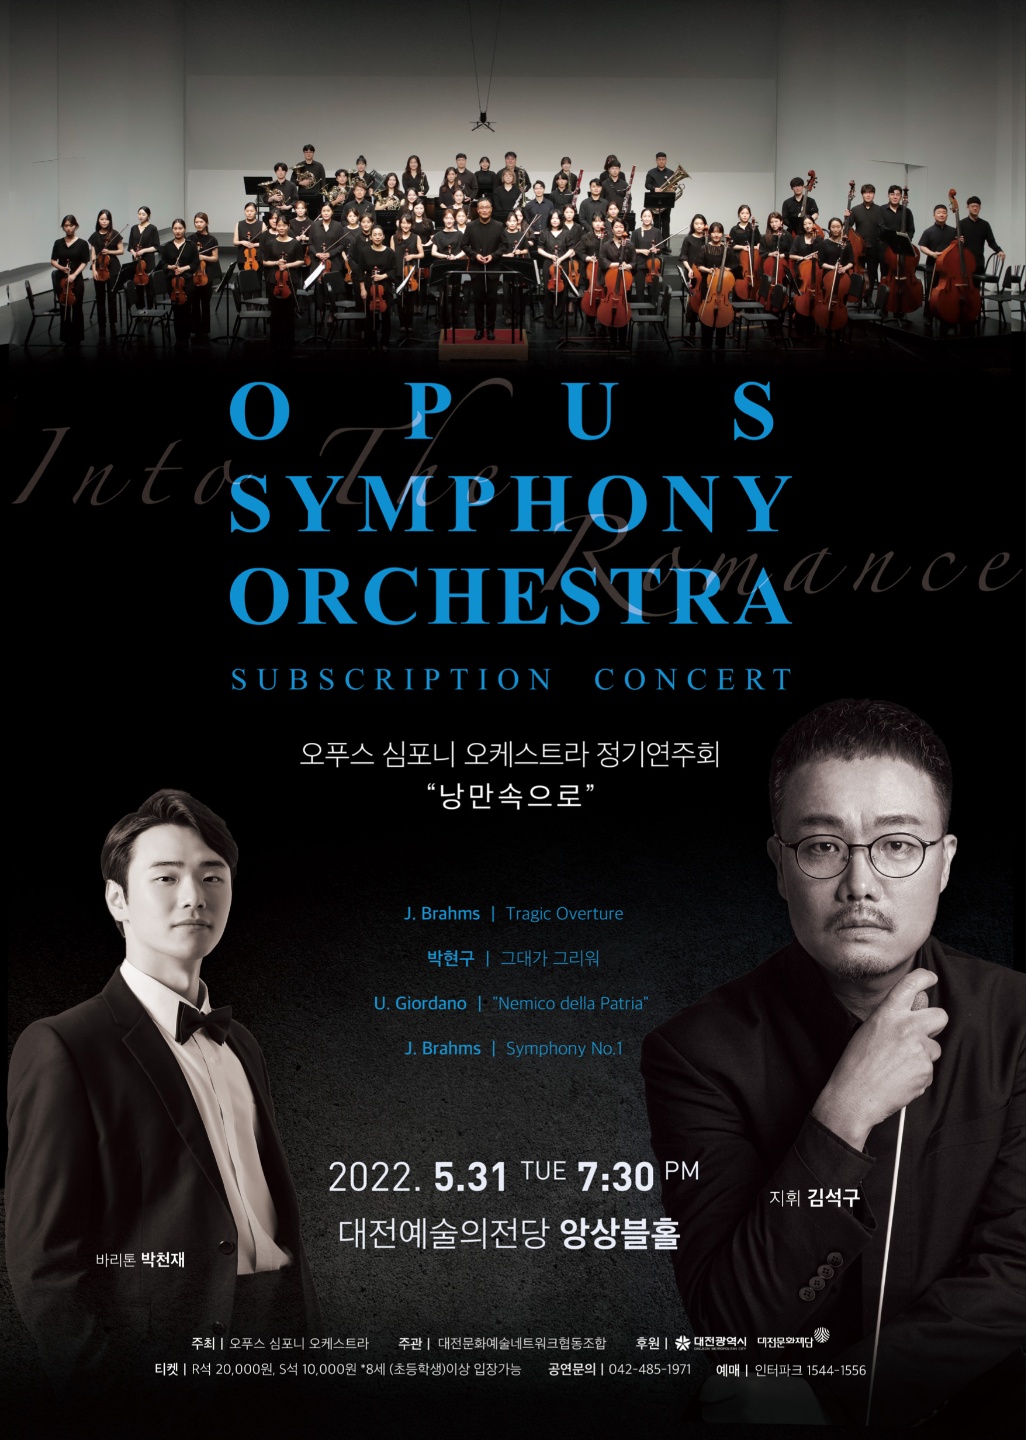 Into The
Romance
OPUS
SYMPHONY
ORCHESTRA
SUBSCRIPTION CONCERT
오푸스 심포니 오케스트라 정기연주회
“낭만속으로”
J. Brahms | Tragic Overture
박현구 | 그대가 그리워
U. Giordano | "Nemico della Patria"
J. Brahms | Symphony No.1
2022. 5.31 TUE 7:30 PM
대전예술의전당 앙상블홀
지휘 김석구
바리톤 박천재
주최 | 오푸스 심포니 오케스트라 주관 | 대전문화예술네트워크협동조합 후원 | 대전광역시 대전문화재단
티켓 | R석 20,000원, S석 10,000원 *8세 (초등학생)이상 입장가능 공연문의 | 042-485-1971 예매 | 인터파크 1544-1556